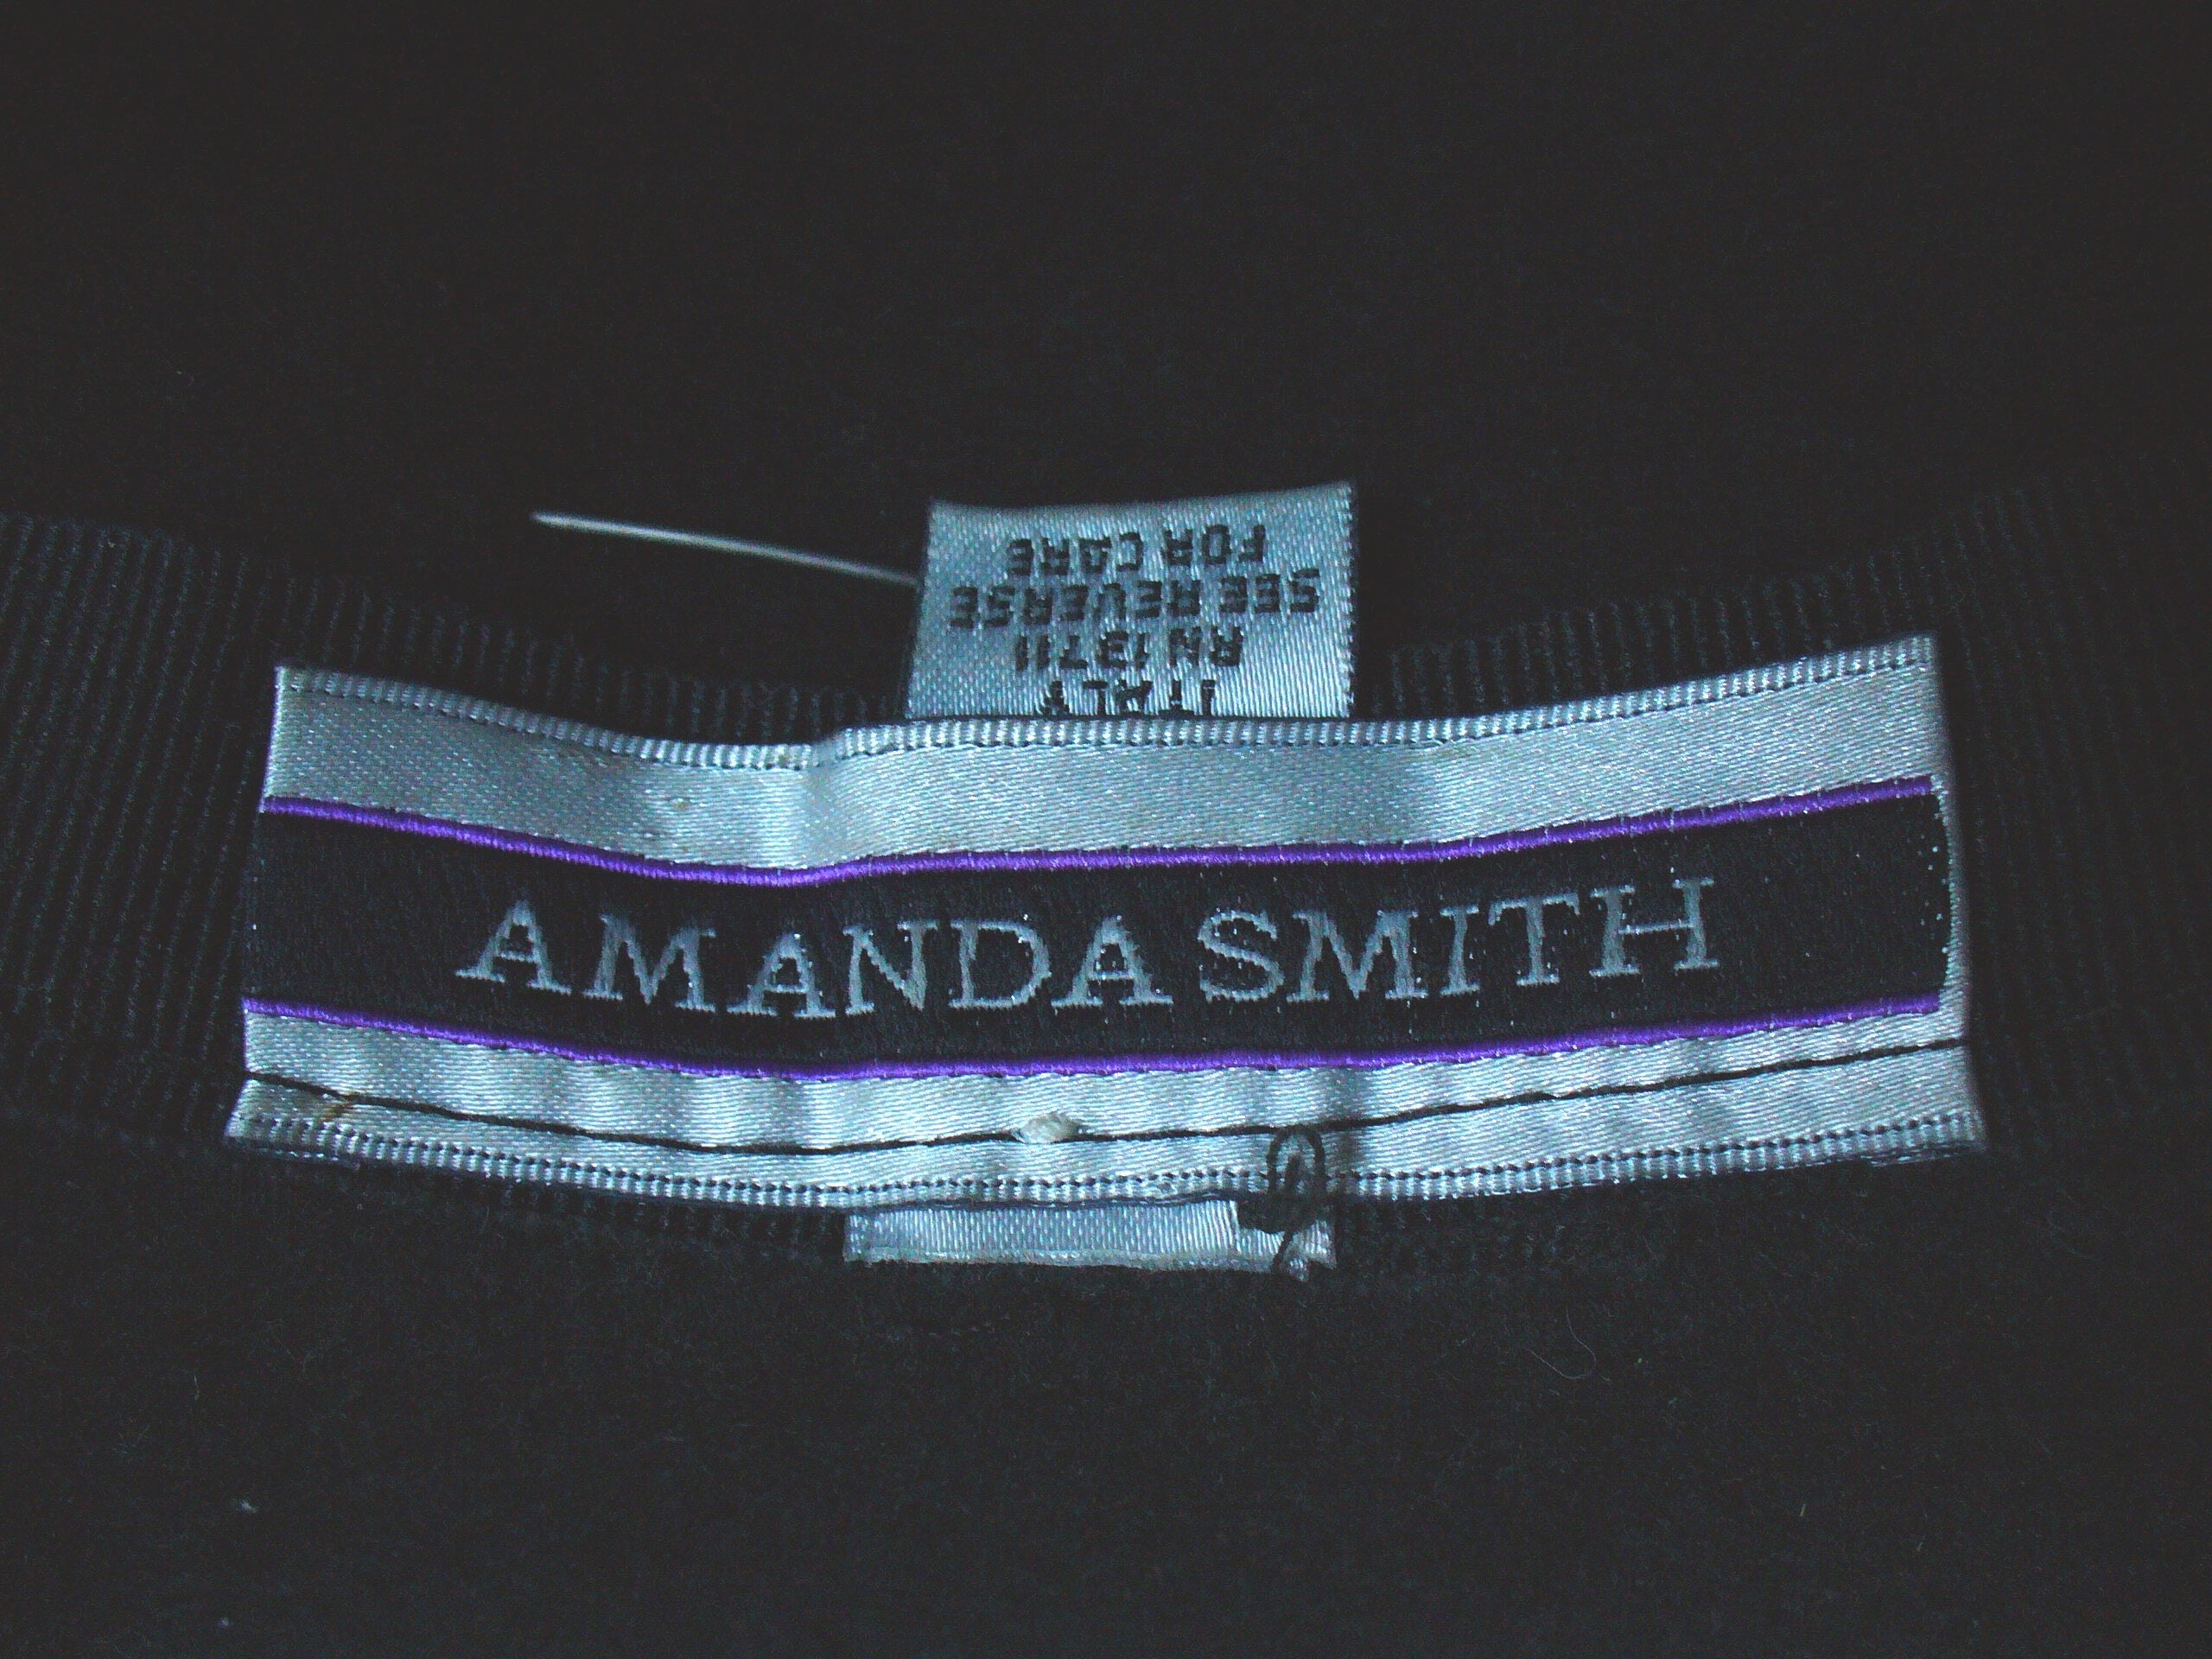 AMANDA SMITH
ITALY
RN 13711
SEE REVERSE
FOR CARE